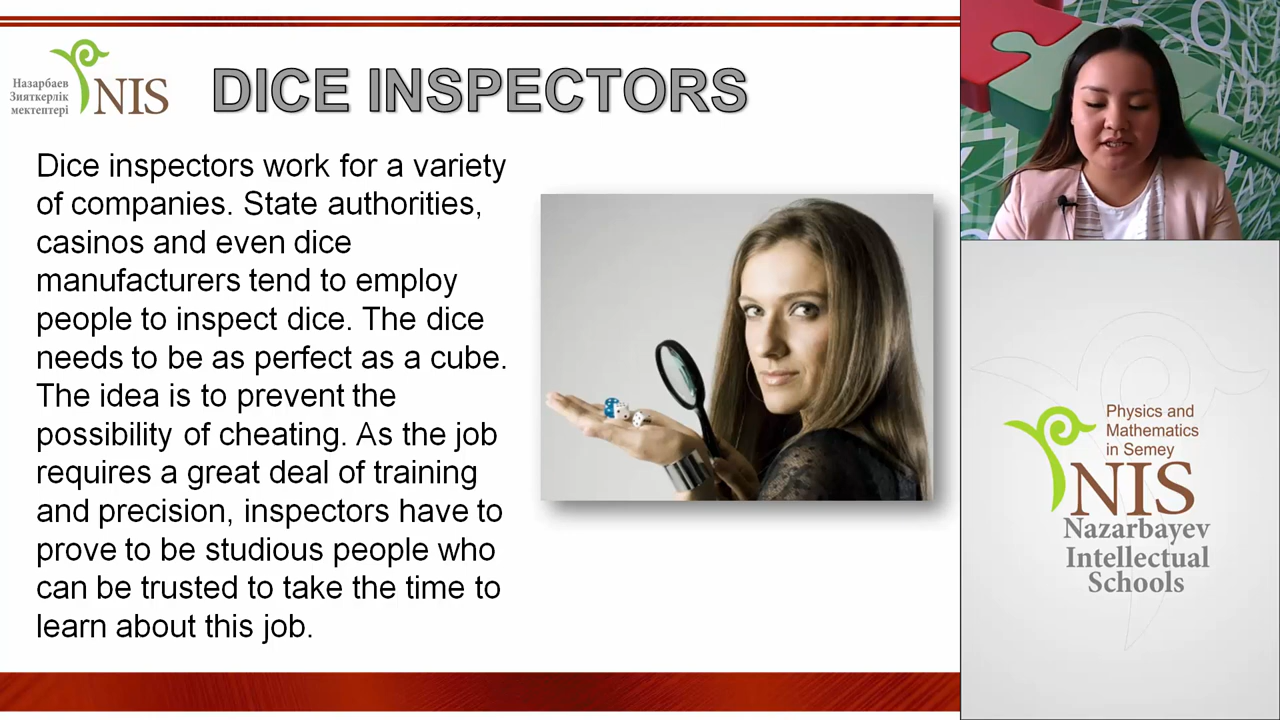 Назарбаев
Зияткерлік
мектептері
NIS
DICE INSPECTORS
Dice inspectors work for a variety
of companies. State authorities,
casinos and even dice
manufacturers tend to employ
people to inspect dice. The dice
needs to be as perfect as a cube.
The idea is to prevent the
possibility of cheating. As the job
requires a great deal of training
and precision, inspectors have to
prove to be studious people who
can be trusted to take the time to
learn about this job.
Physics and
Mathematics
in Semey
NIS
Nazarbayev
Intellectual
Schools